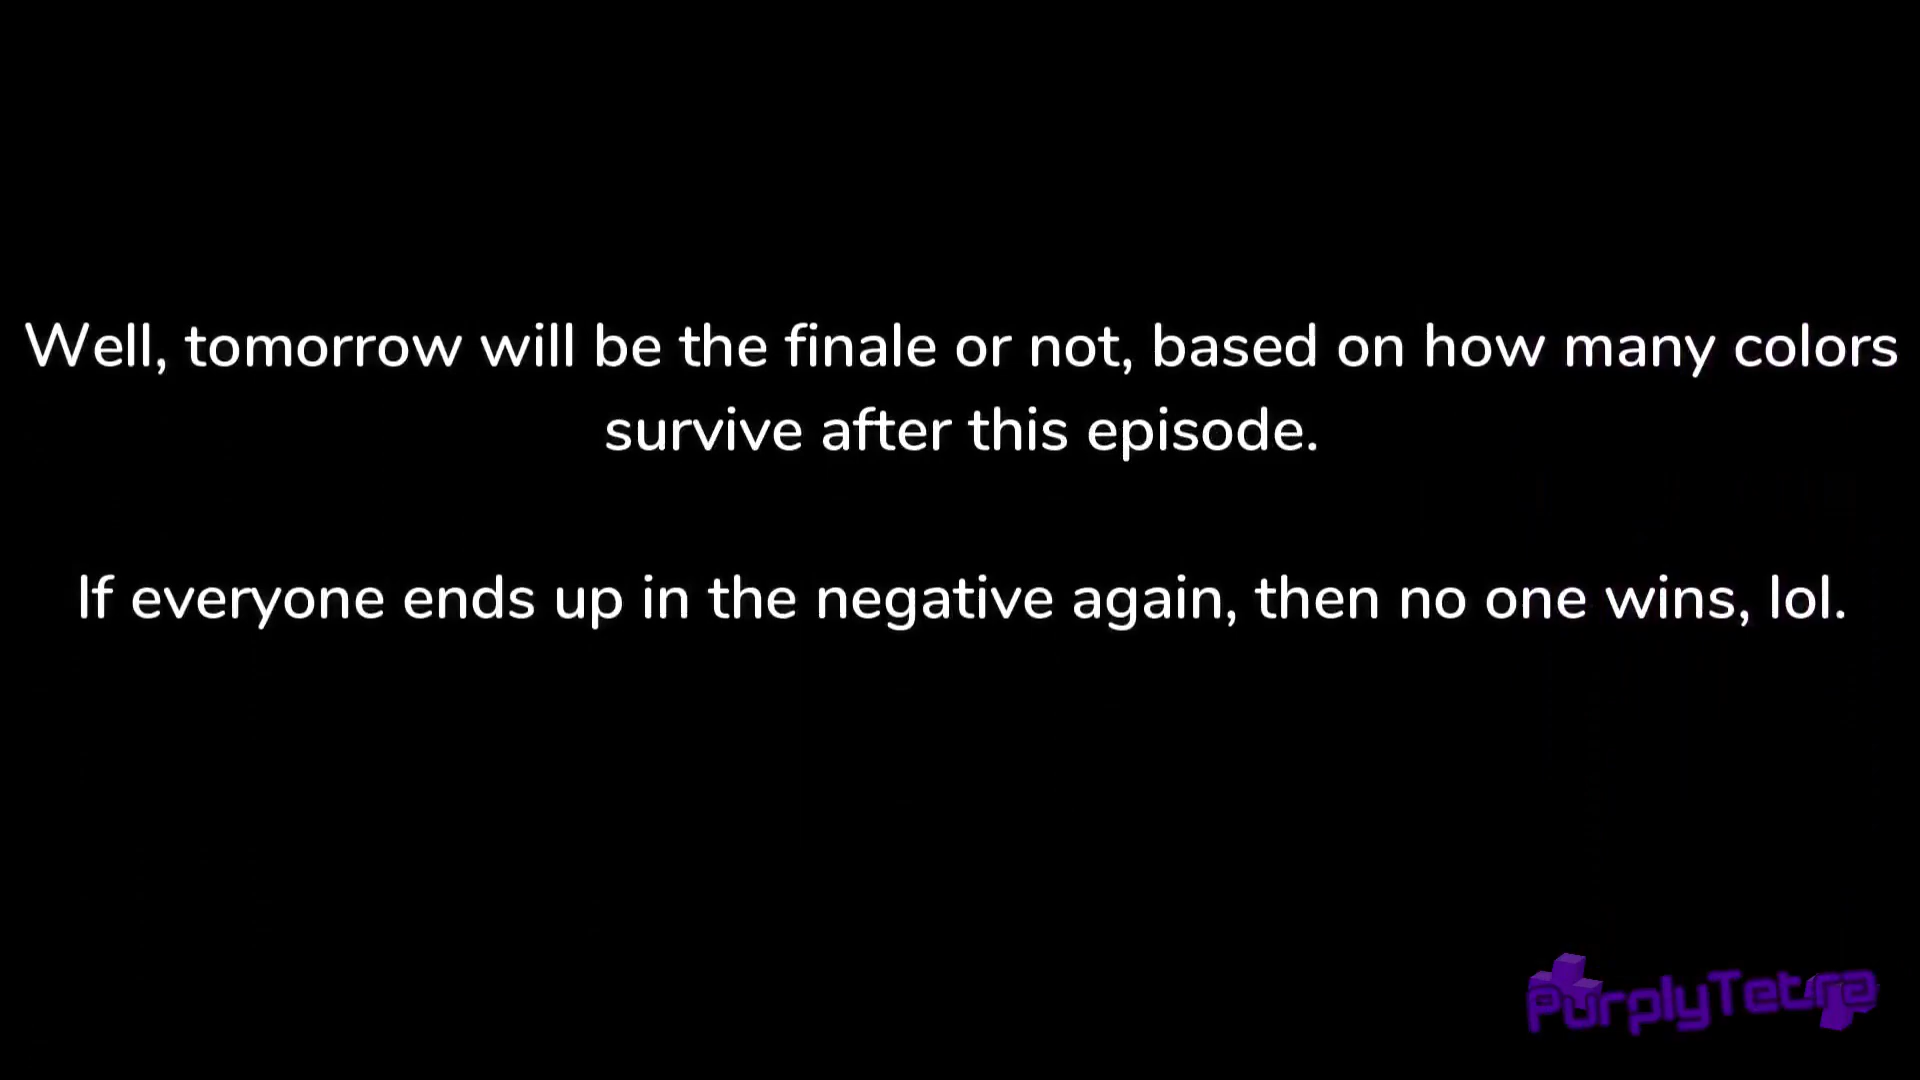 Well, tomorrow will be the finale or not, based on how many colors
survive after this episode.
If everyone ends up in the negative again, then no one wins, lol.
PurplyTetra